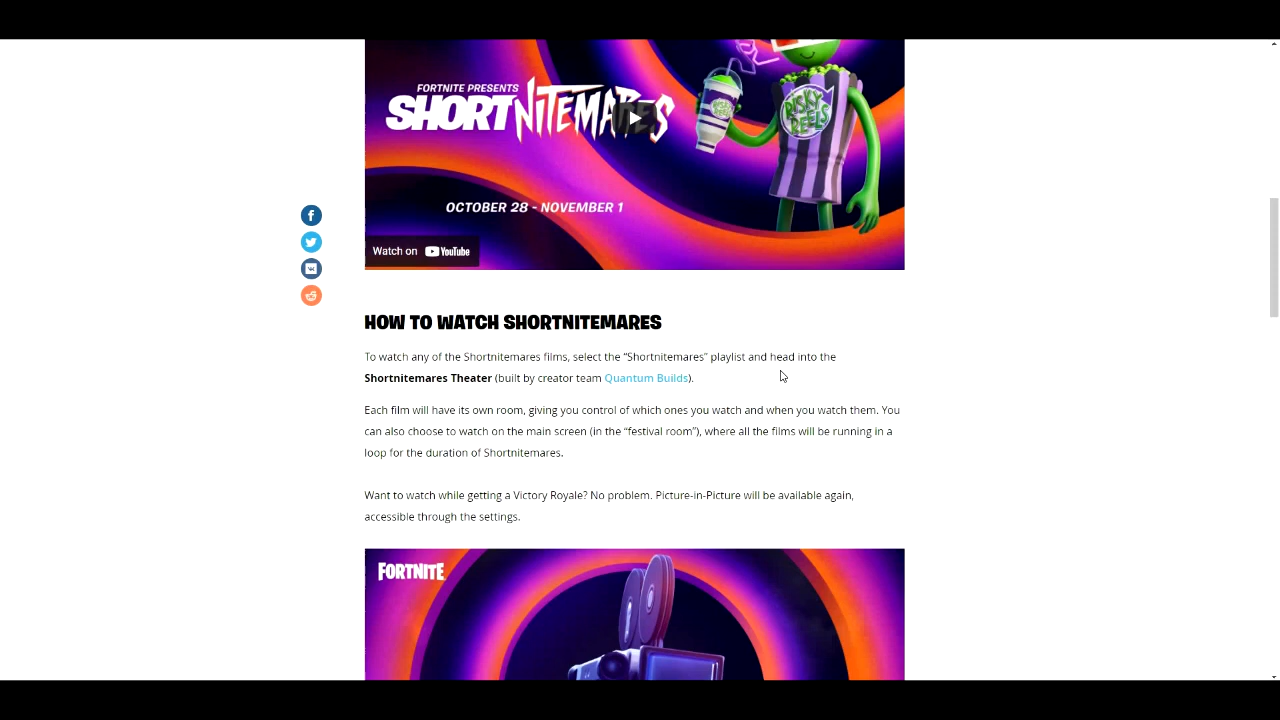 FORTNITE PRESENTS
SHORTNITEMARES
RISKY
REELS
OCTOBER 28 - NOVEMBER 1
Watch on YouTube
HOW TO WATCH SHORTNITEMARES
To watch any of the Shortnitemares films, select the “Shortnitemares” playlist and head into the
Shortnitemares Theater (built by creator team Quantum Builds).
Each film will have its own room, giving you control of which ones you watch and when you watch them. You
can also choose to watch on the main screen (in the “festival room”), where all the films will be running in a
loop for the duration of Shortnitemares.
Want to watch while getting a Victory Royale? No problem. Picture-in-Picture will be available again,
accessible through the settings.
FORTNITE